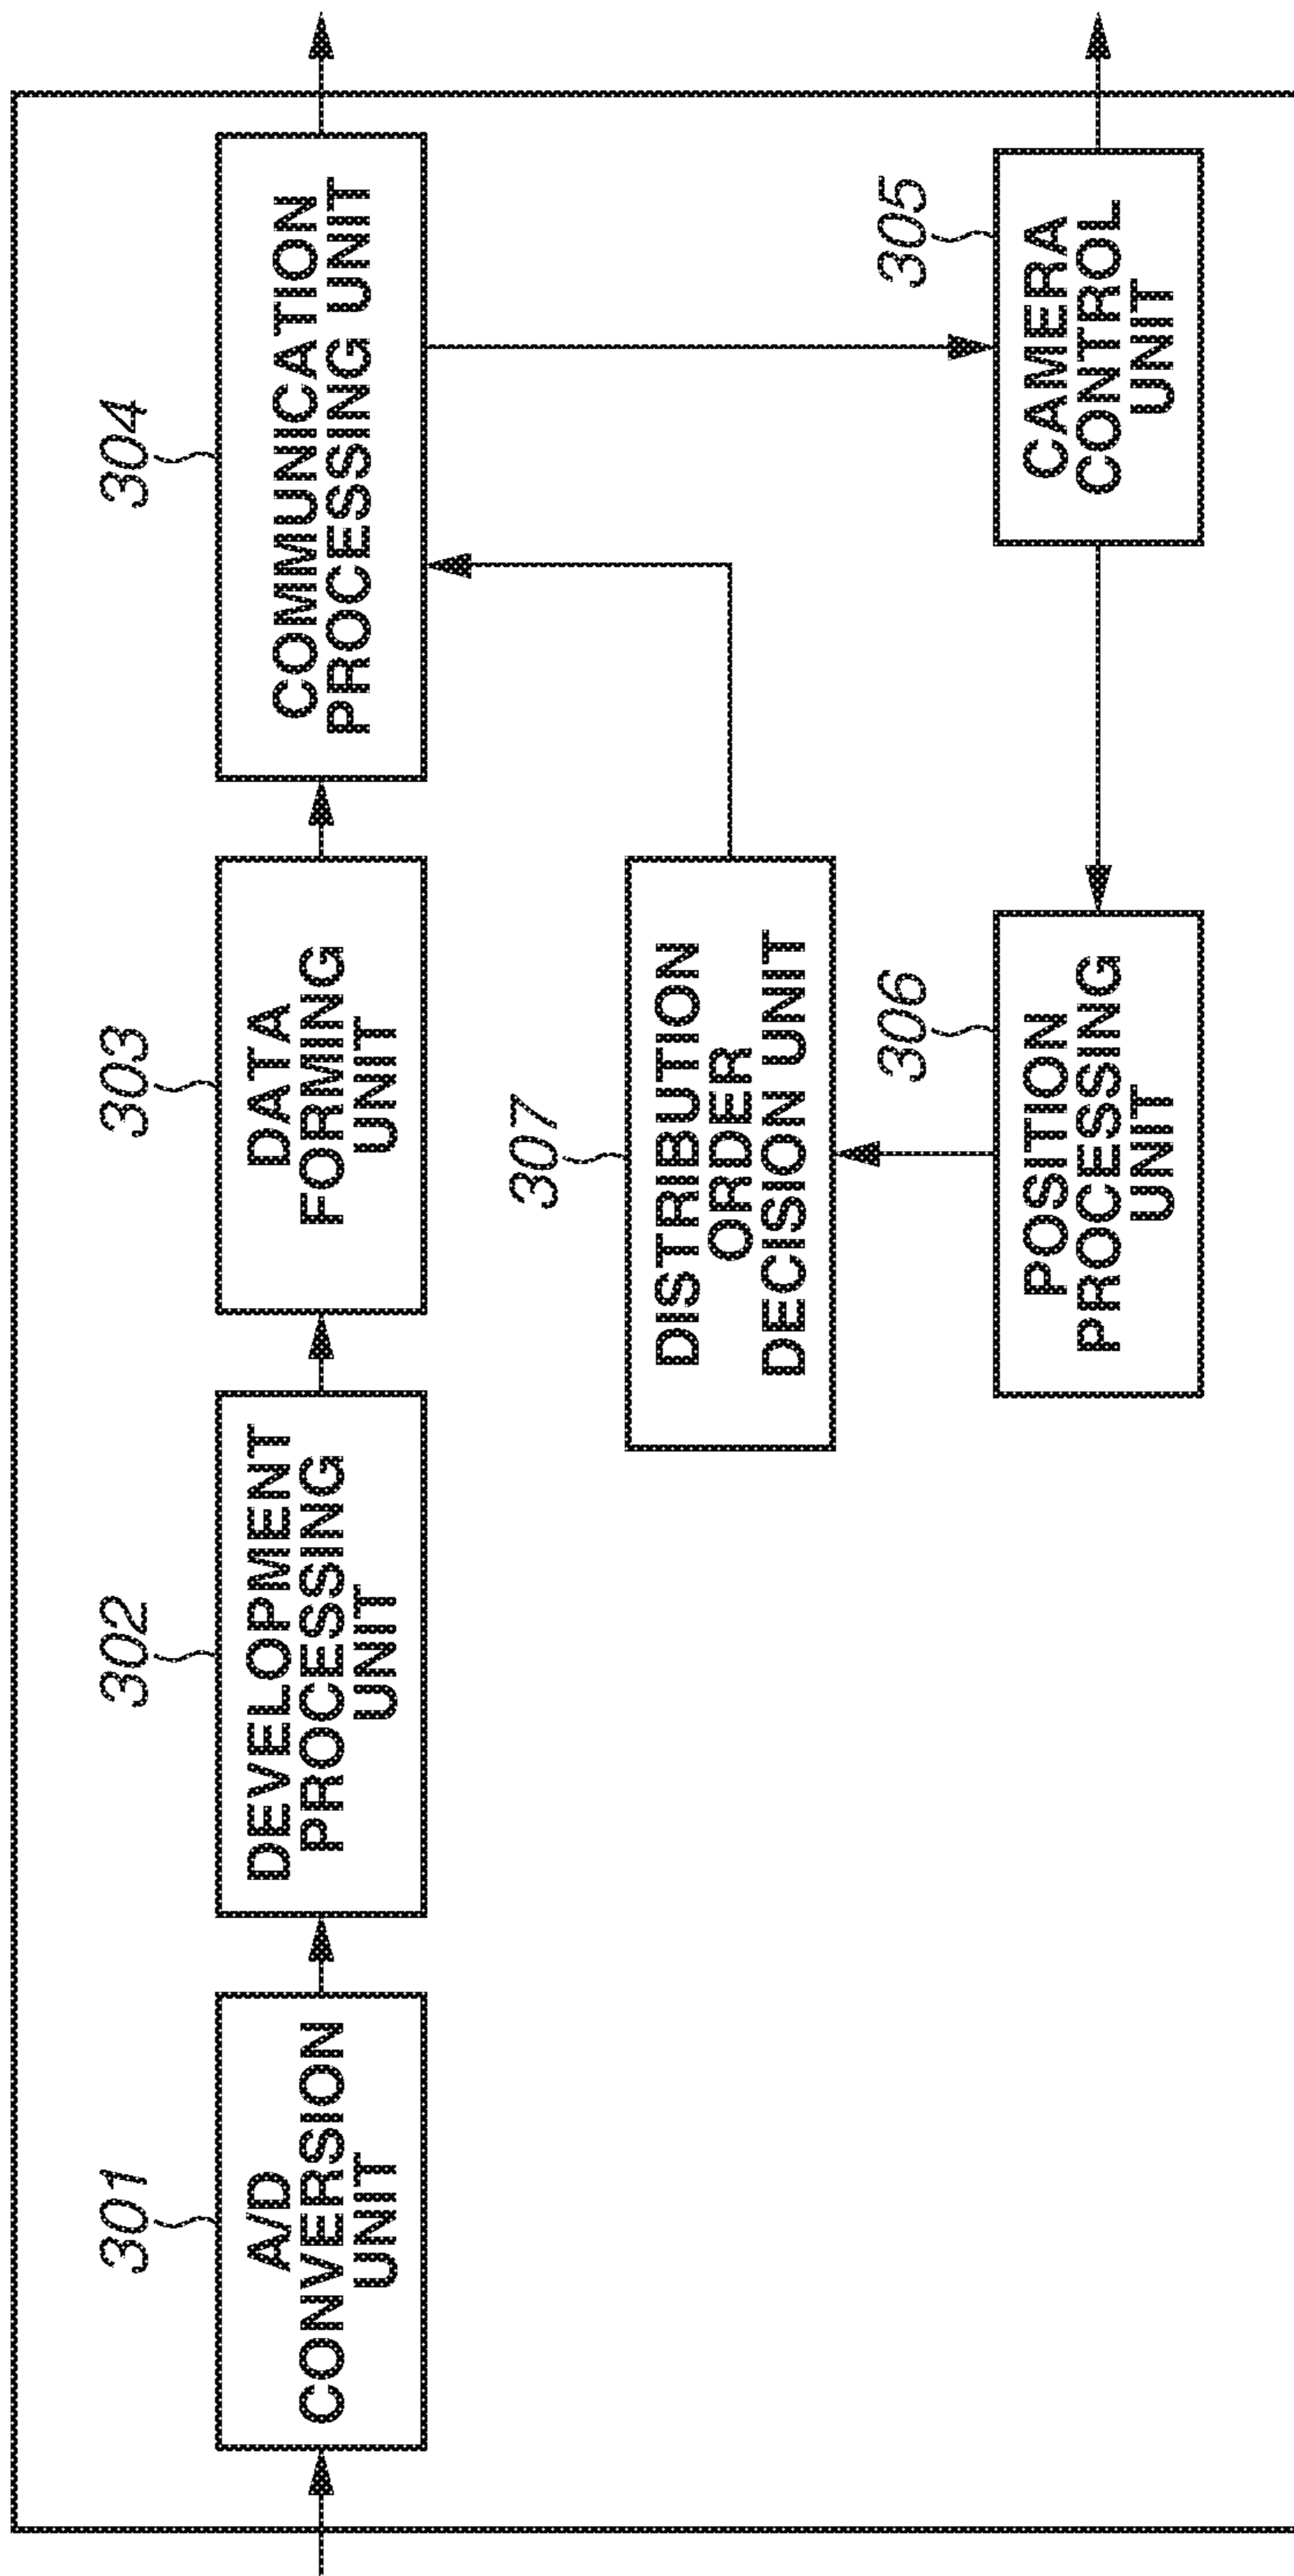 301
A/D
CONVERSION
UNIT
302
DEVELOPMENT
PROCESSING
UNIT
303
DATA
FORMING
UNIT
304
COMMUNICATION
PROCESSING UNIT
307
DISTRIBUTION
ORDER
DECISION UNIT
306
POSITION
PROCESSING
UNIT
305
CAMERA
CONTROL
UNIT